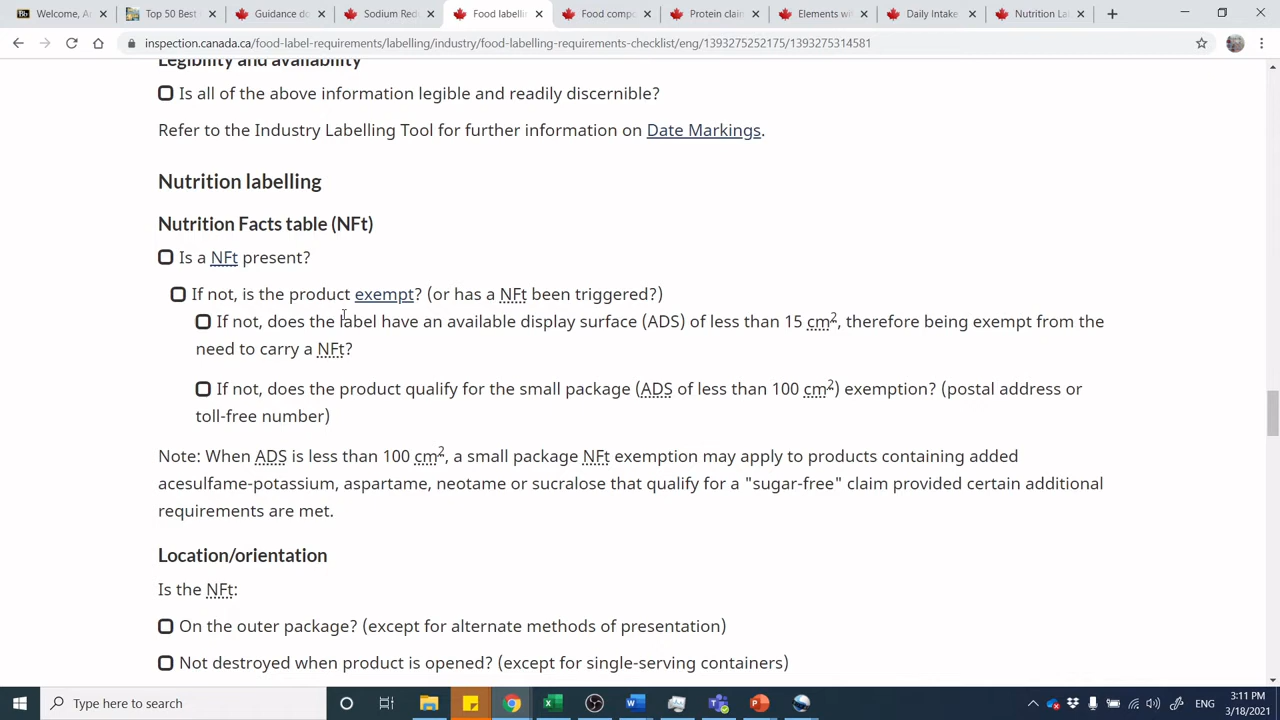 Welcome, A
Top 50 Best
Guidance do
Sodium Red
Food labellin
Food compo
Protein clai
Elements wi
Daily Intake
Nutrition La
inspection.canada.ca/food-label-requirements/labelling/industry/food-labelling-requirements-checklist/eng/1393275252175/1393275314581
Legibility and availability
Is all of the above information legible and readily discernible?
Refer to the Industry Labelling Tool for further information on Date Markings.
Nutrition labelling
Nutrition Facts table (NFt)
Is a NFt present?
If not, is the product exempt? (or has a NFt been triggered?)
If not, does the label have an available display surface (ADS) of less than 15 cm², therefore being exempt from the
need to carry a NFt?
If not, does the product qualify for the small package (ADS of less than 100 cm²) exemption? (postal address or
toll-free number)
Note: When ADS is less than 100 cm², a small package NFt exemption may apply to products containing added
acesulfame-potassium, aspartame, neotame or sucralose that qualify for a "sugar-free" claim provided certain additional
requirements are met.
Location/orientation
Is the NFt:
On the outer package? (except for alternate methods of presentation)
Not destroyed when product is opened? (except for single-serving containers)
Type here to search
ENG
3:11 PM
3/18/2021